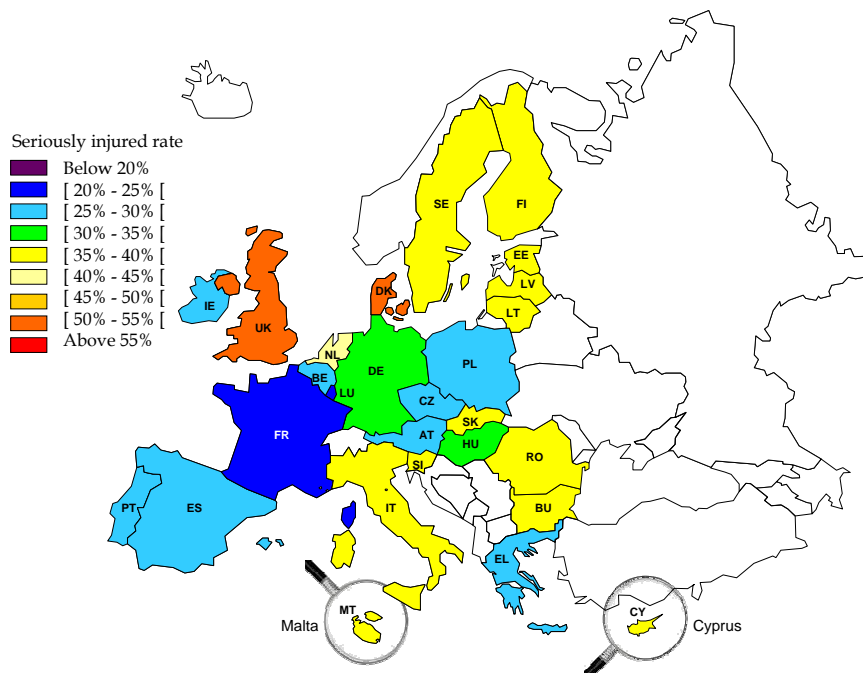 Seriously injured rate
Below 20%
[ 20% - 25% [
[ 25% - 30% [
[ 30% - 35% [
[ 35% - 40% [
[ 40% - 45% [
[ 45% - 50% [
[ 50% - 55% [
Above 55%
SE
FI
EE
LV
LT
DK
IE
UK
NL
BE
DE
PL
LU
CZ
SK
FR
AT
HU
SI
RO
PT
ES
IT
BU
EL
MT
Malta
CY
Cyprus